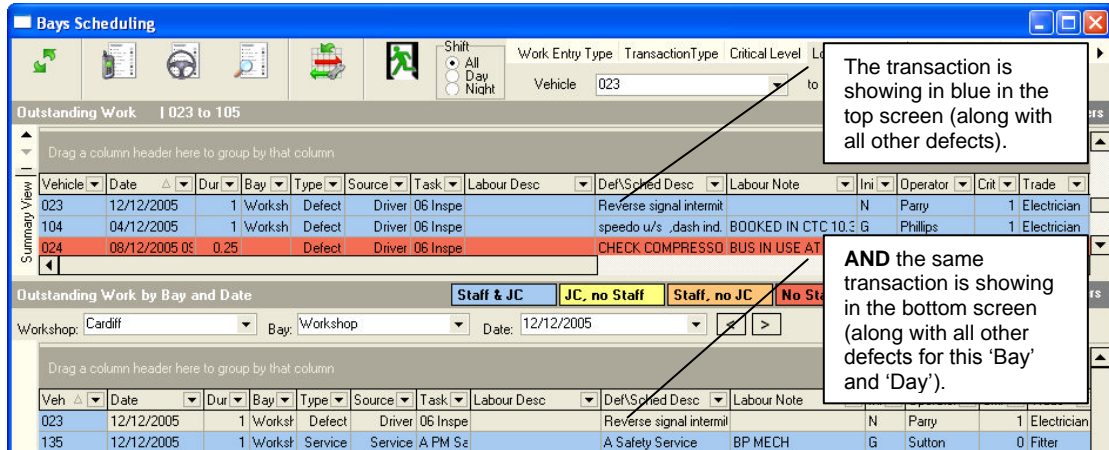 Bays Scheduling
Shift
All
Day
Night
Work Entry Type TransactionType Critical Level
Vehicle 023 to
The transaction is
showing in blue in the
top screen (along with
all other defects).
Outstanding Work | 023 to 105
Drag a column header here to group by that column
Summary View
Vehicle Date Dur Bay Type Source Task Labour Desc Def\Sched Desc Labour Note Ini Operator Crit Trade
023 12/12/2005 1 Worksh Defect Driver 06 Inspe Reverse signal intermit N Parry 1 Electrician
104 04/12/2005 1 Worksh Defect Driver 06 Inspe speedo u/s ,dash ind. BOOKED IN CTC 10.3 G Phillips 1 Electrician
024 08/12/2005 09 0.25 Defect Driver 06 Inspe CHECK COMPRESSO BUS IN USE AT
AND the same
transaction is showing
in the bottom screen
(along with all other
defects for this ‘Bay’
and ‘Day’).
Outstanding Work by Bay and Date Staff & JC JC, no Staff Staff, no JC No Sta
Workshop: Cardiff Bay: Workshop Date: 12/12/2005 < >
Drag a column header here to group by that column
Veh Date Dur Bay Type Source Task Labour Desc Def\Sched Desc Labour Note
023 12/12/2005 1 Worksh Defect Driver 06 Inspe Reverse signal intermit N Parry 1 Electrician
135 12/12/2005 1 Worksh Service Service A PM Sa A Safety Service BP MECH G Sutton 0 Fitter